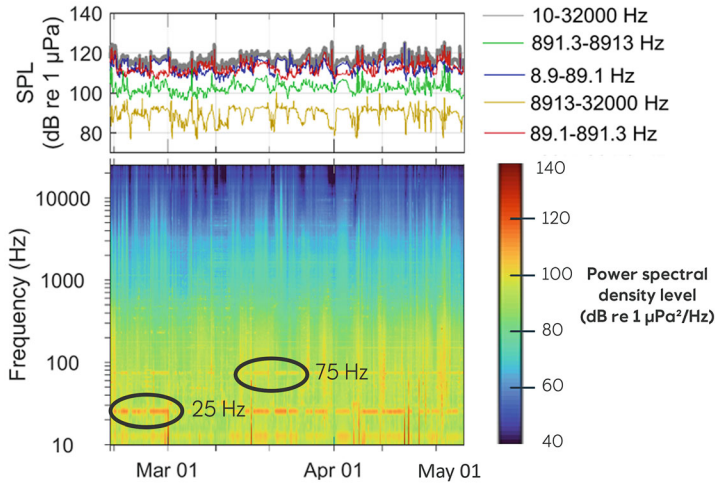 140
120
100
80
SPL
(dB re 1 µPa)
10-32000 Hz
891.3-8913 Hz
8.9-89.1 Hz
8913-32000 Hz
89.1-891.3 Hz
10000
1000
100
10
Frequency (Hz)
75 Hz
25 Hz
Mar 01
Apr 01
May 01
140
120
100
80
60
40
Power spectral
density level
(dB re 1 µPa²/Hz)